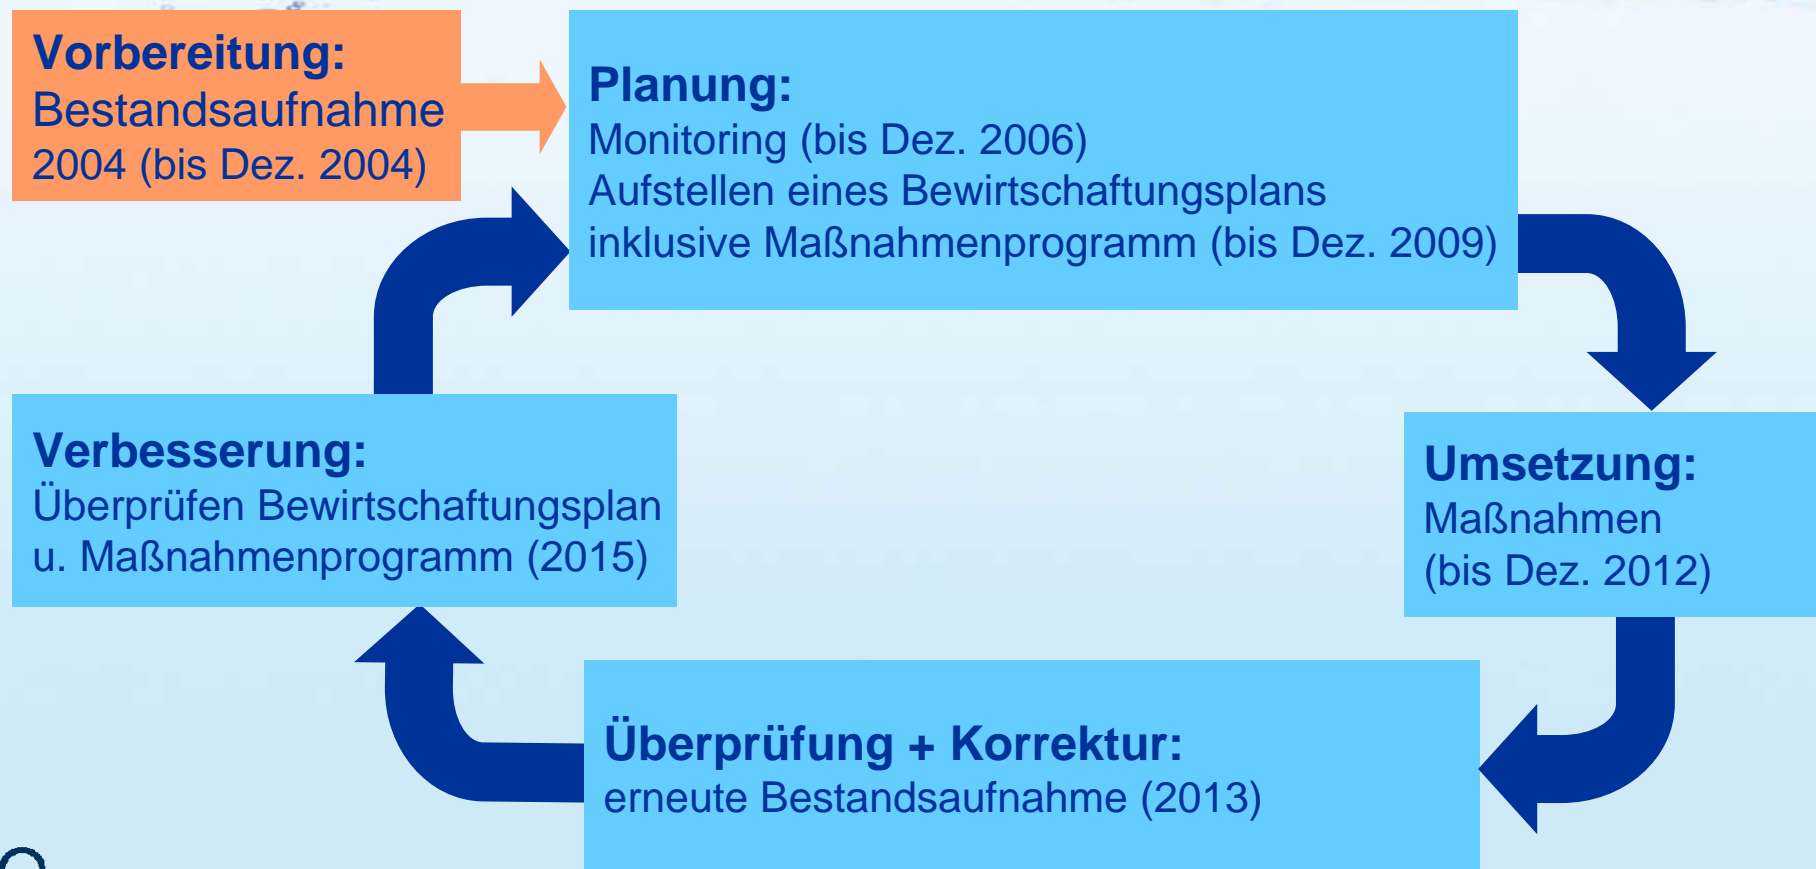 Vorbereitung:
Bestandsaufnahme
2004 (bis Dez. 2004)
Planung:
Monitoring (bis Dez. 2006)
Aufstellen eines Bewirtschaftungsplans
inklusive Maßnahmenprogramm (bis Dez. 2009)
Umsetzung:
Maßnahmen
(bis Dez. 2012)
Überprüfung + Korrektur:
erneute Bestandsaufnahme (2013)
Verbesserung:
Überprüfen Bewirtschaftungsplan
u. Maßnahmenprogramm (2015)